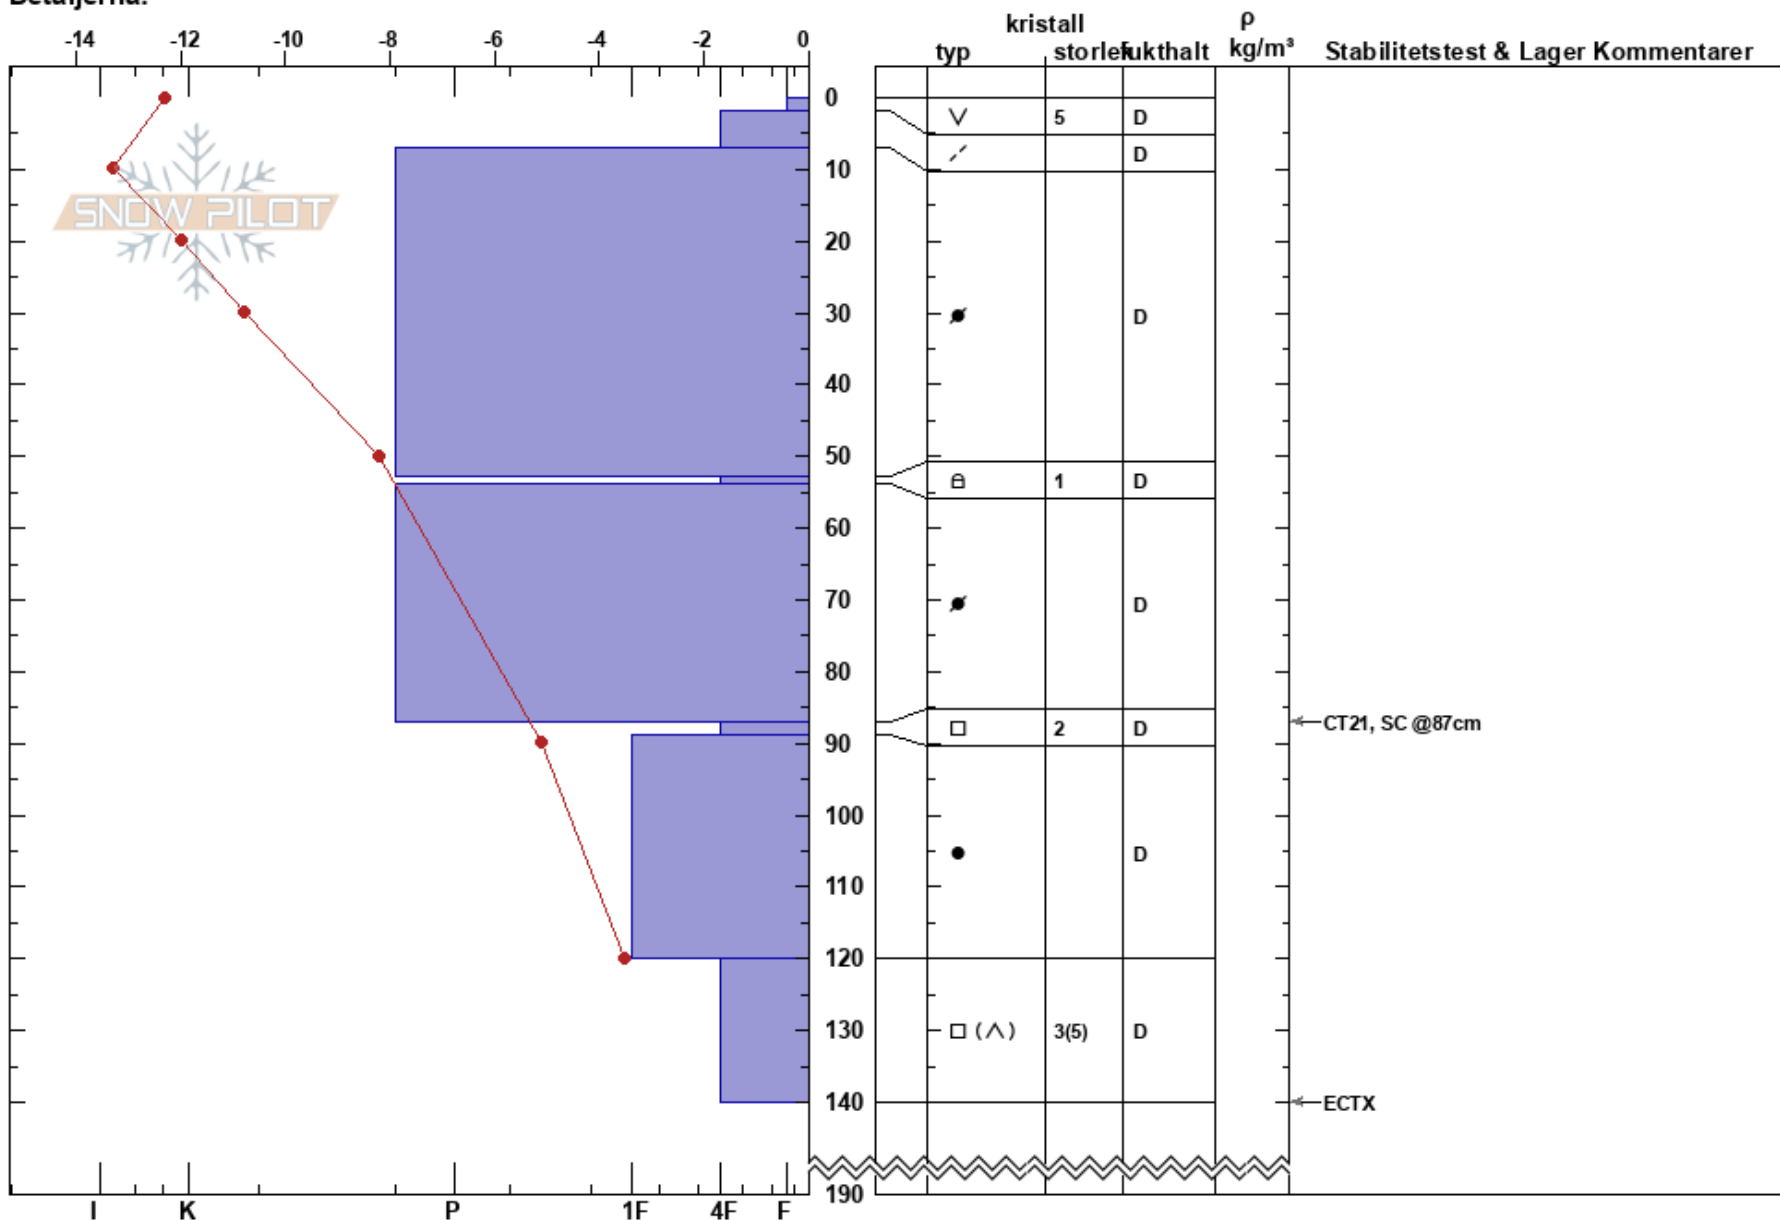 Detaljerna:
kristall ρ
typ storlek fukthalt kg/m³ Stabilitetstest & Lager Kommentarer
-14 -12 -10 -8 -6 -4 -2 0
0
5 D
D
10
SNOW PILOT
20
30 D
40
50
1 D
60
70 D
80
2 D CT21, SC @87cm
90
100
D
110
120
130 ( ) 3(5) D
140 ECTX
190
I K P 1F 4F F